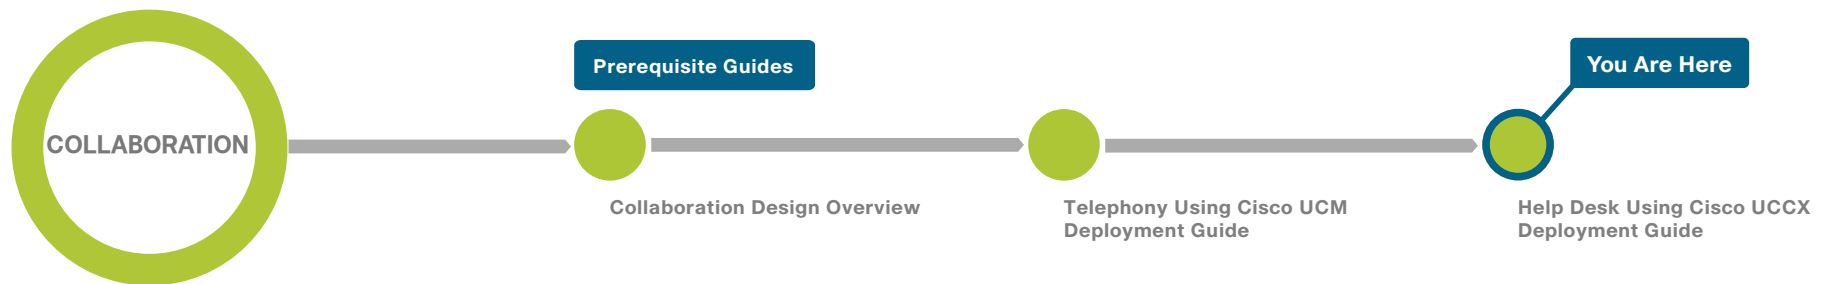 COLLABORATION
Prerequisite Guides
You Are Here
Collaboration Design Overview
Telephony Using Cisco UCM
Deployment Guide
Help Desk Using Cisco UCCX
Deployment Guide